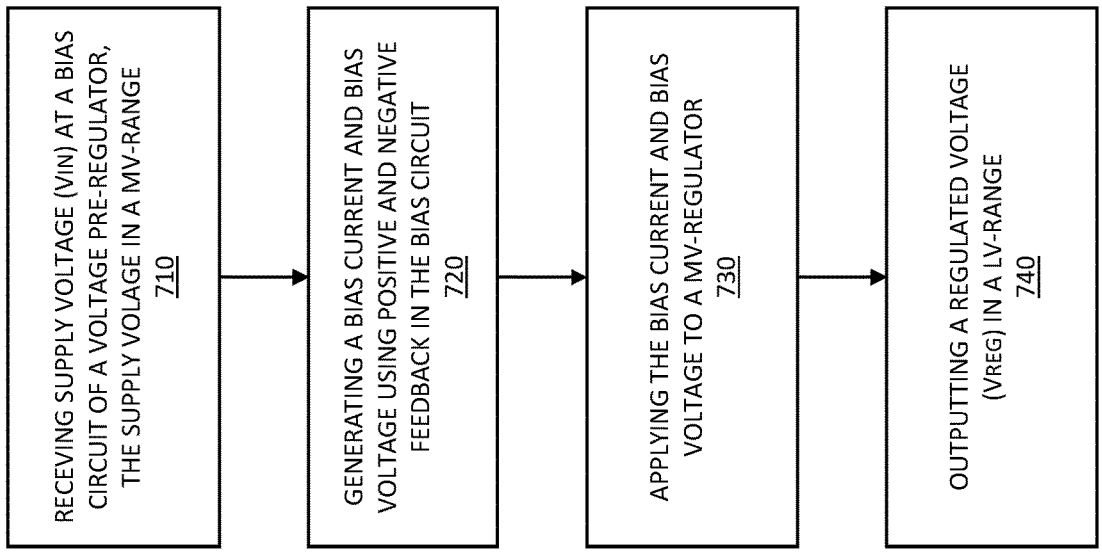 RECEVING SUPPLY VOLTAGE (VIN) AT A BIAS
CIRCUIT OF A VOLTAGE PRE-REGULATOR,
THE SUPPLY VOLAGE IN A MV-RANGE
710
GENERATING A BIAS CURRENT AND BIAS
VOLTAGE USING POSITIVE AND NEGATIVE
FEEDBACK IN THE BIAS CIRCUIT
720
APPLYING THE BIAS CURRENT AND BIAS
VOLTAGE TO A MV-REGULATOR
730
OUTPUTTING A REGULATED VOLTAGE
(VREG) IN A LV-RANGE
740